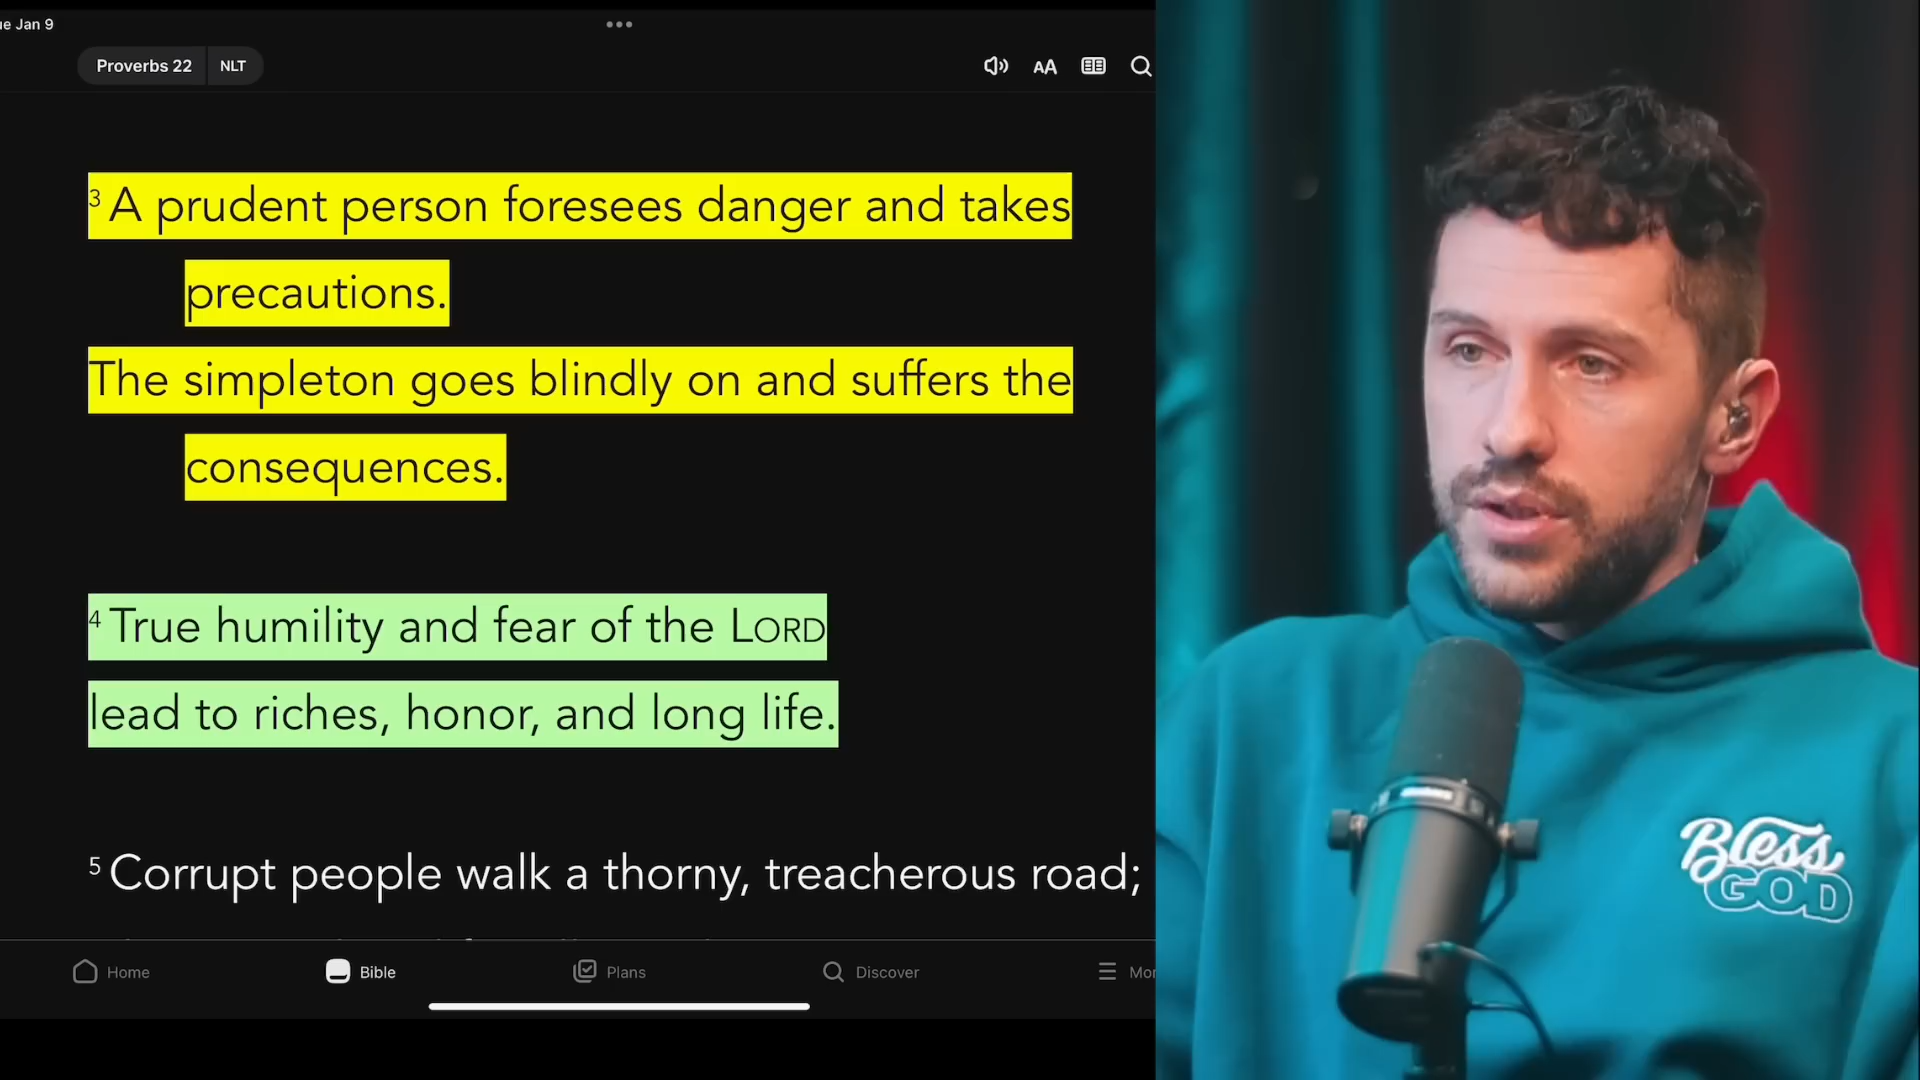 Jan 9
Proverbs 22 NLT
AA
3 A prudent person foresees danger and takes
precautions.
The simpleton goes blindly on and suffers the
consequences.
4 True humility and fear of the LORD
lead to riches, honor, and long life.
5 Corrupt people walk a thorny, treacherous road;
Home Bible Plans Discover
Bless
GOD